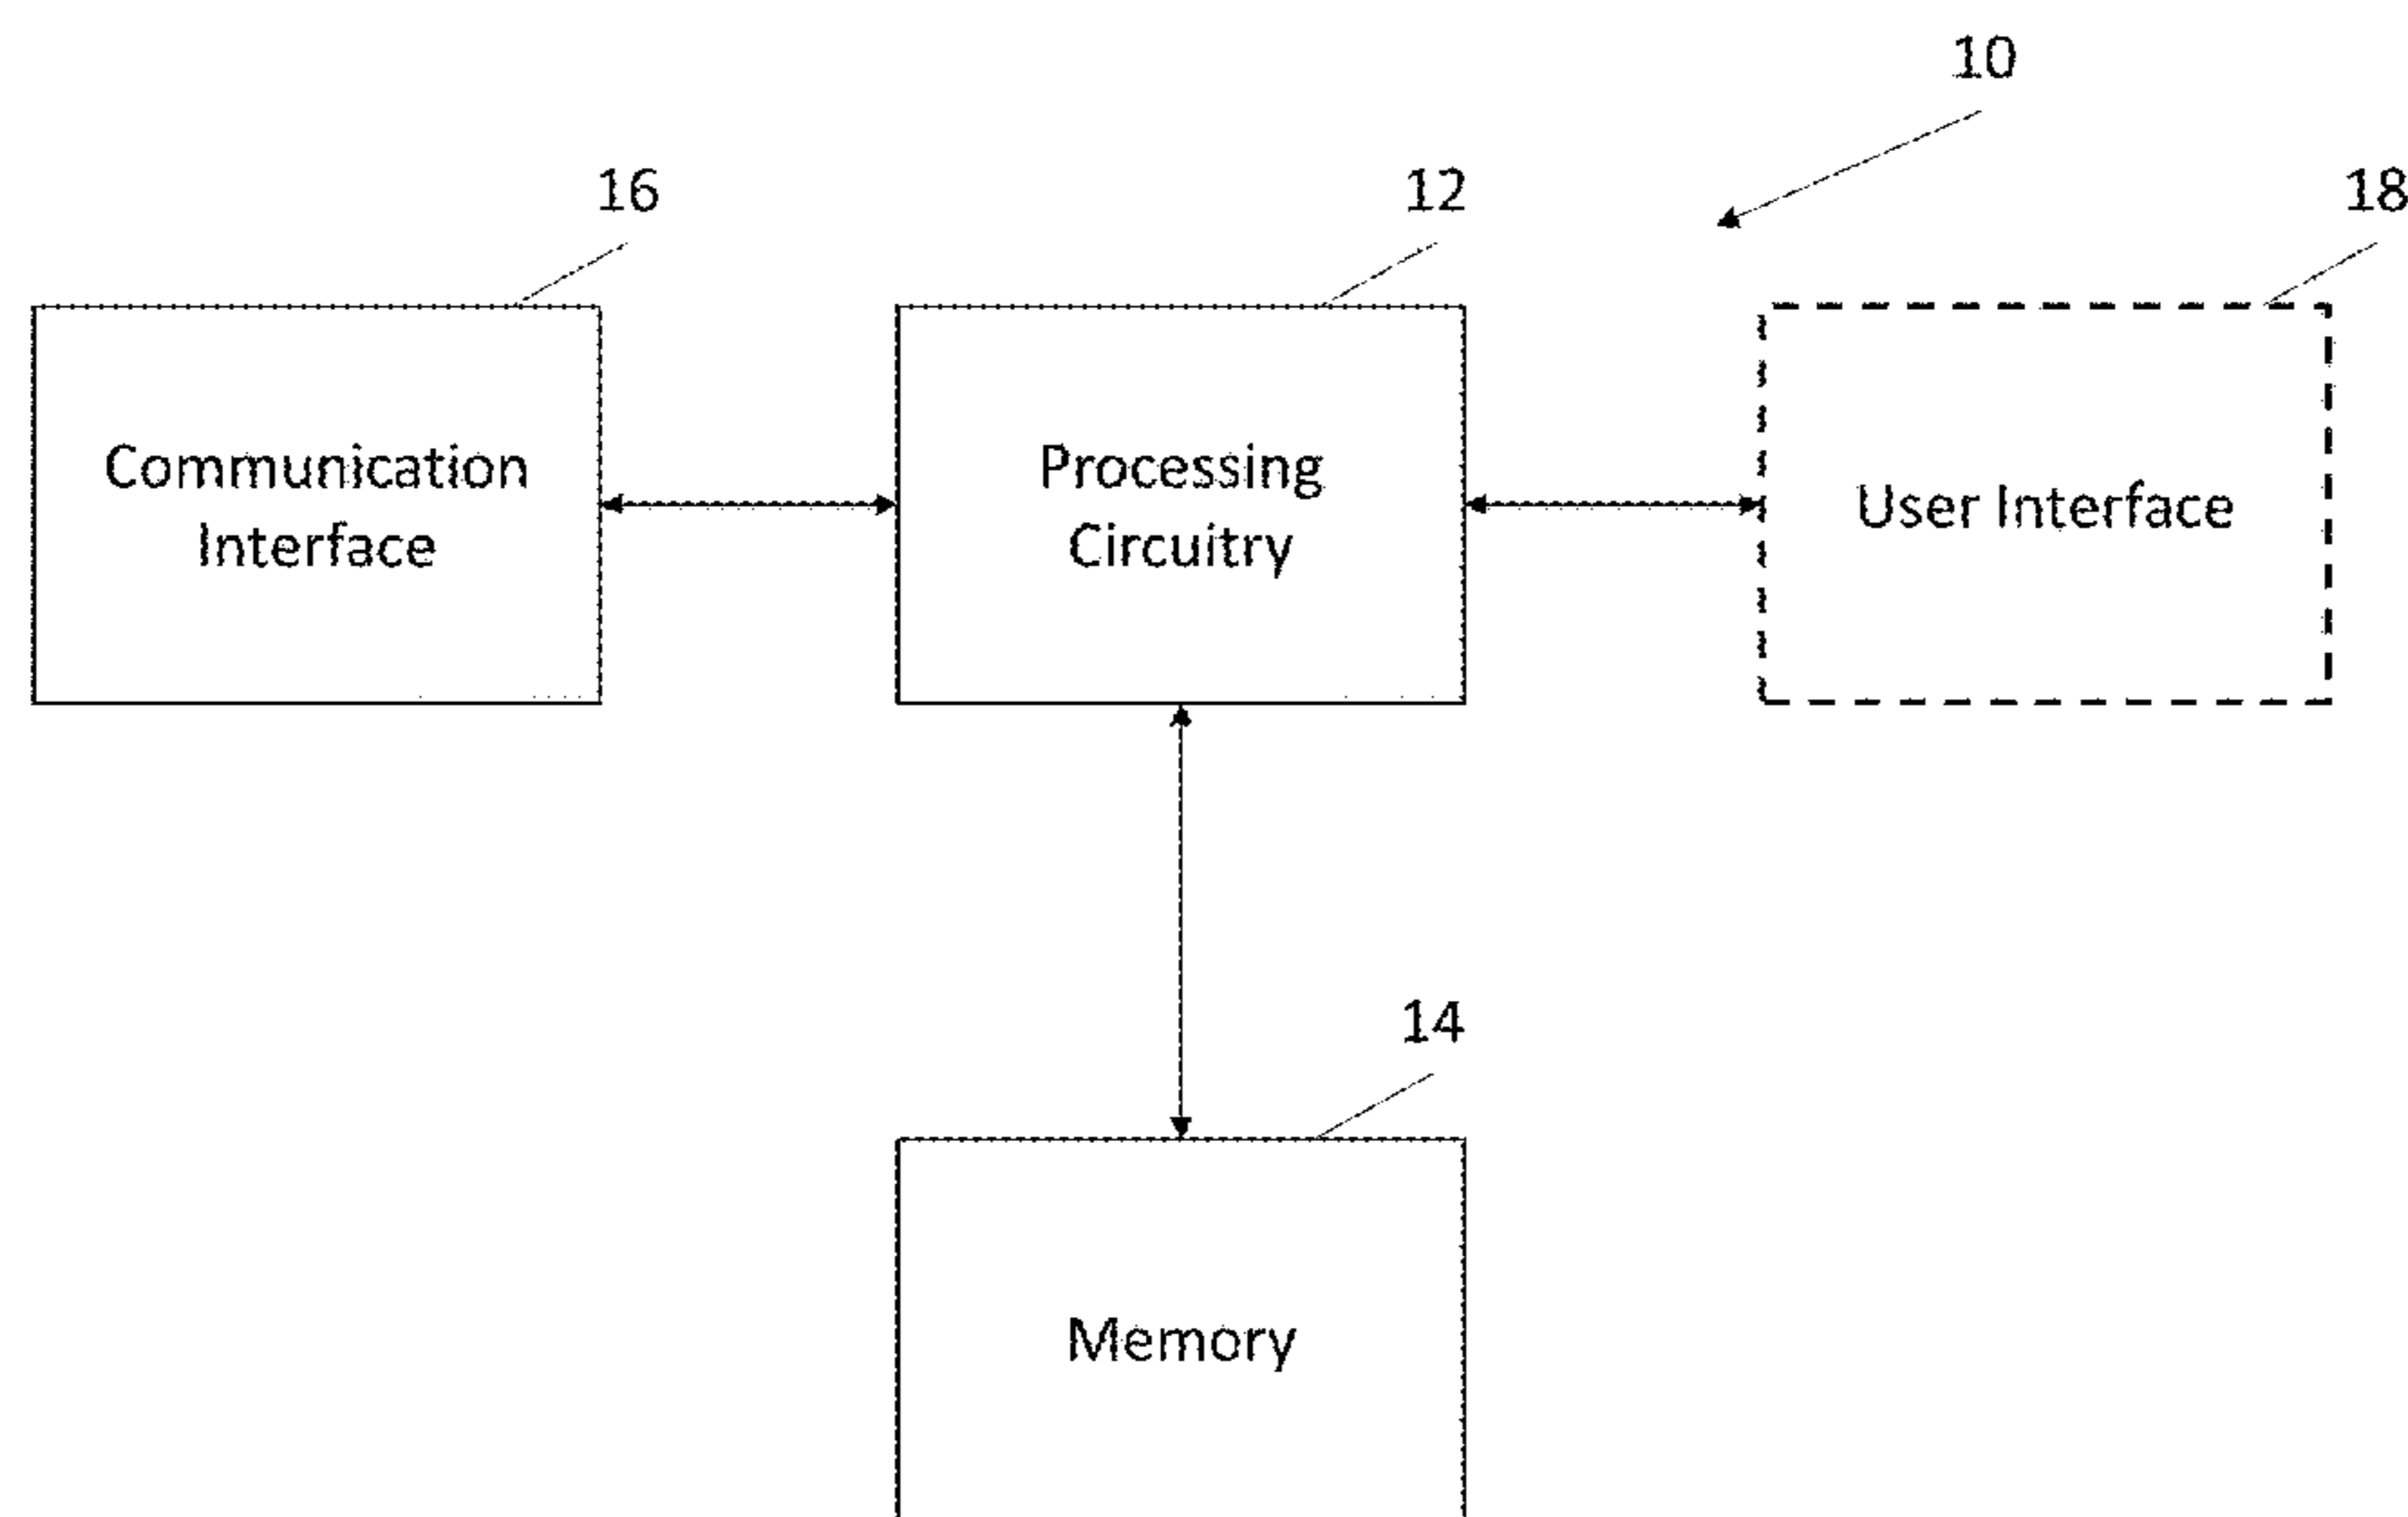 10
16
12
18
Communication
Interface
Processing
Circuitry
User Interface
14
Memory